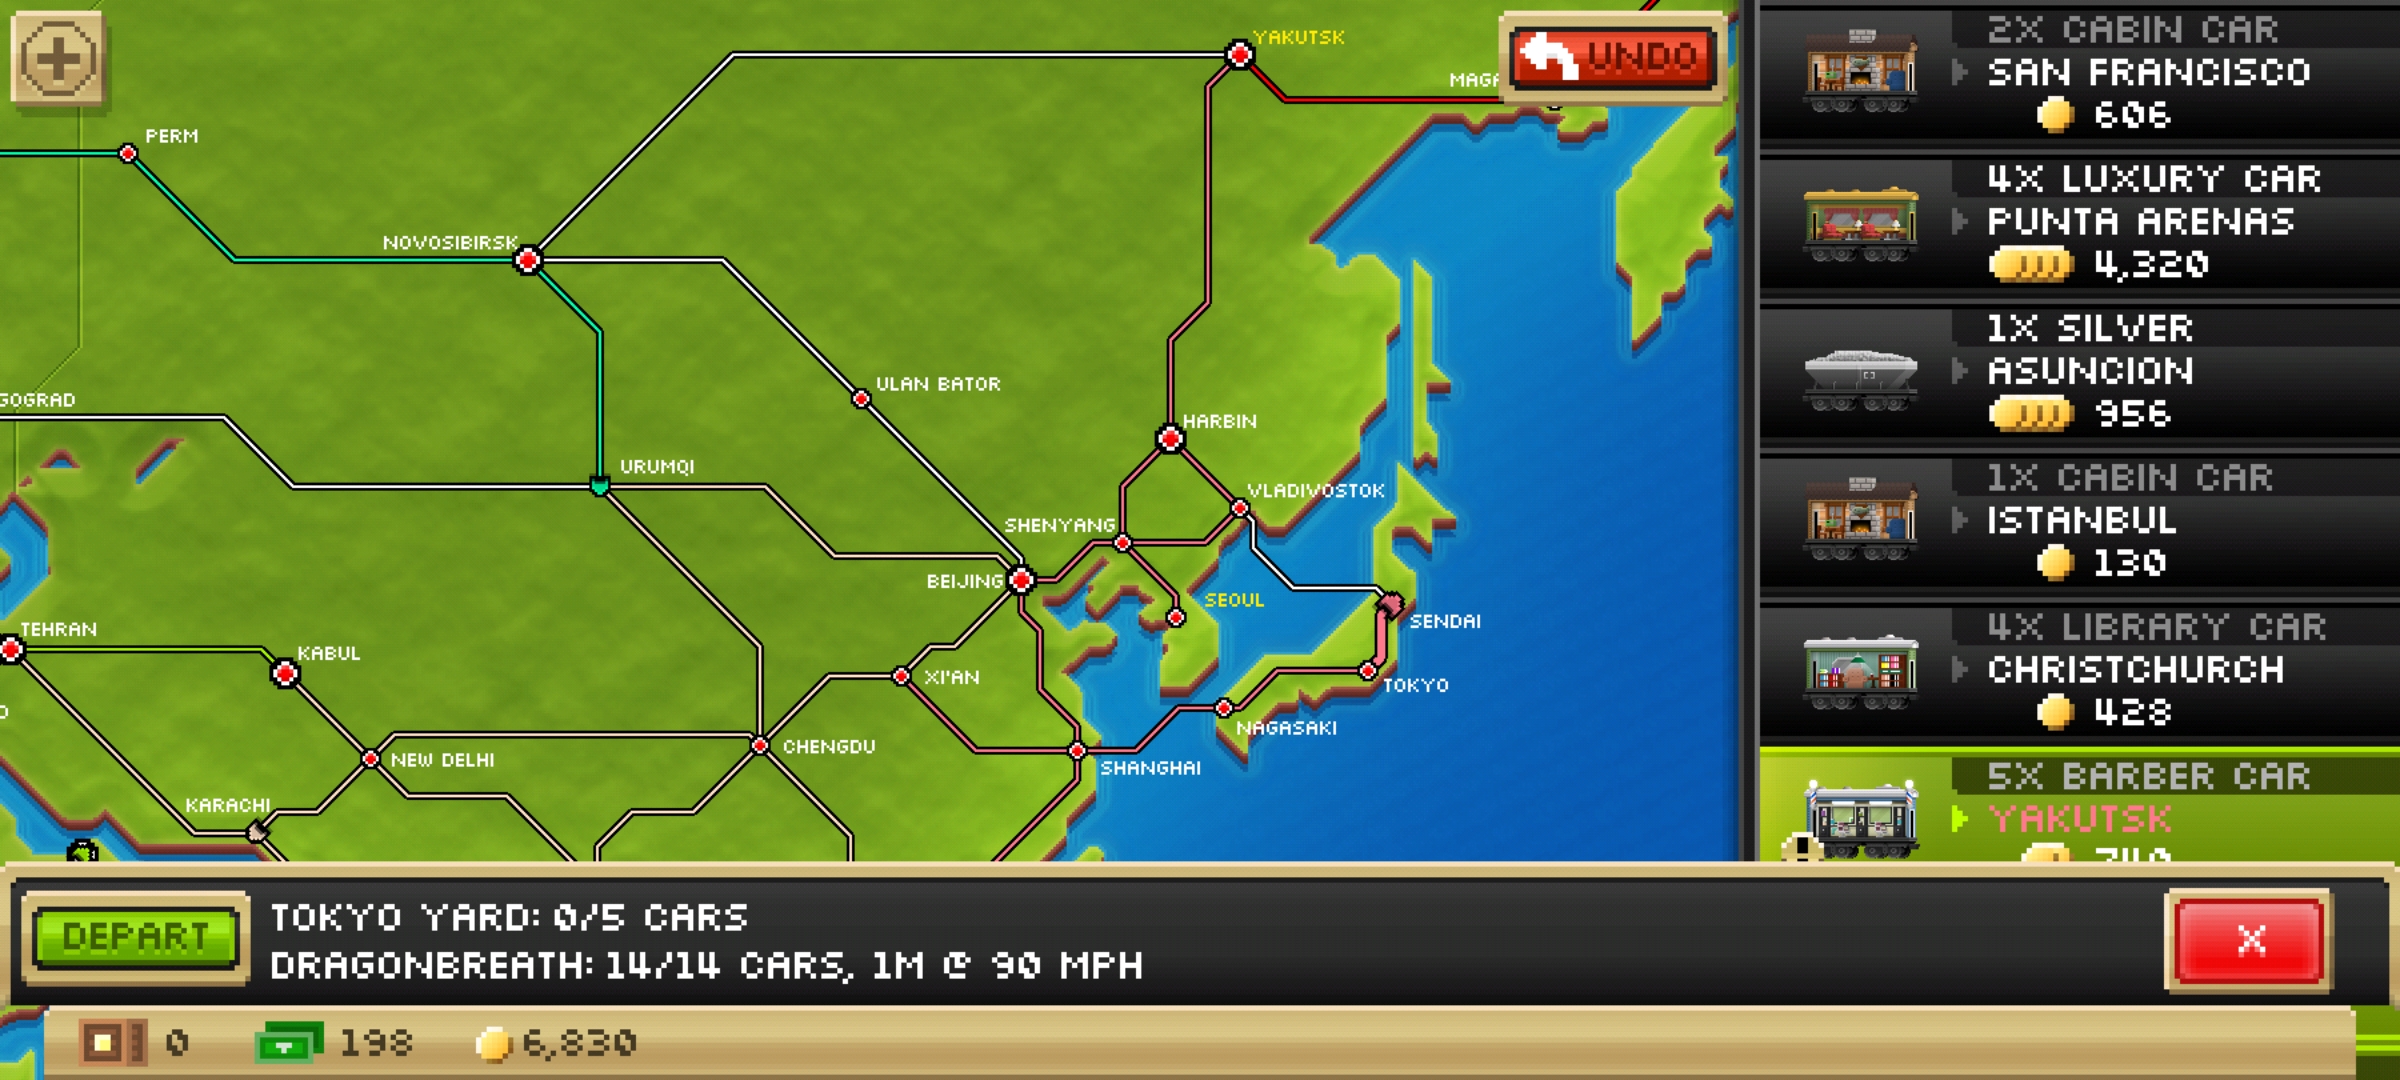 YAKUTSK
UNDO
PERM
NOVOSIBIRSK
ULAN BATOR
HARBIN
URUMQI
VLADIVOSTOK
SHENYANG
BEIJING
SEOUL
SENDAI
TEHRAN
KABUL
XI'AN
TOKYO
NAGASAKI
CHENGDU
NEW DELHI
SHANGHAI
KARACHI
2X CABIN CAR
SAN FRANCISCO
606
4X LUXURY CAR
PUNTA ARENAS
4,320
1X SILVER
ASUNCION
956
1X CABIN CAR
ISTANBUL
130
4X LIBRARY CAR
CHRISTCHURCH
428
5X BARBER CAR
YAKUTSK
DEPART
TOKYO YARD: 0/5 CARS
DRAGONBREATH: 14/14 CARS, 1M @ 90 MPH
X
0
198
6,830